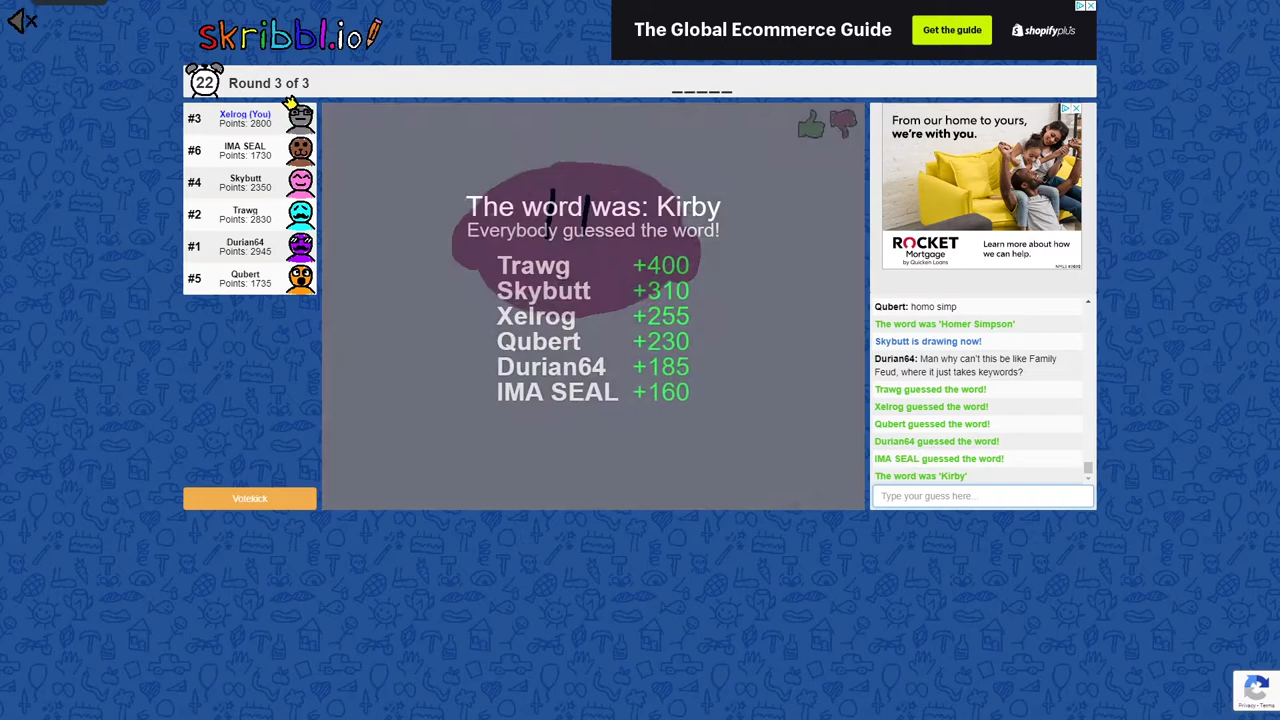 skribbl.io
The Global Ecommerce Guide
Get the guide
shopifyplus
22
Round 3 of 3
_____
#3
Xelrog (You)
Points: 2800
#6
IMA SEAL
Points: 1730
#4
Skybutt
Points: 2350
#2
Trawg
Points: 2830
#1
Durian64
Points: 2945
#5
Qubert
Points: 1735
Votekick
The word was: Kirby
Everybody guessed the word!
Trawg +400
Skybutt +310
Xelrog +255
Qubert +230
Durian64 +185
IMA SEAL +160
From our home to yours,
we're with you.
ROCKET
Mortgage
by Quicken Loans
Learn more about how
we can help.
Qubert: homo simp
The word was 'Homer Simpson'
Skybutt is drawing now!
Durian64: Man why can't this be like Family
Feud, where it just takes keywords?
Trawg guessed the word!
Xelrog guessed the word!
Qubert guessed the word!
Durian64 guessed the word!
IMA SEAL guessed the word!
The word was 'Kirby'
Type your guess here...
Privacy - Terms